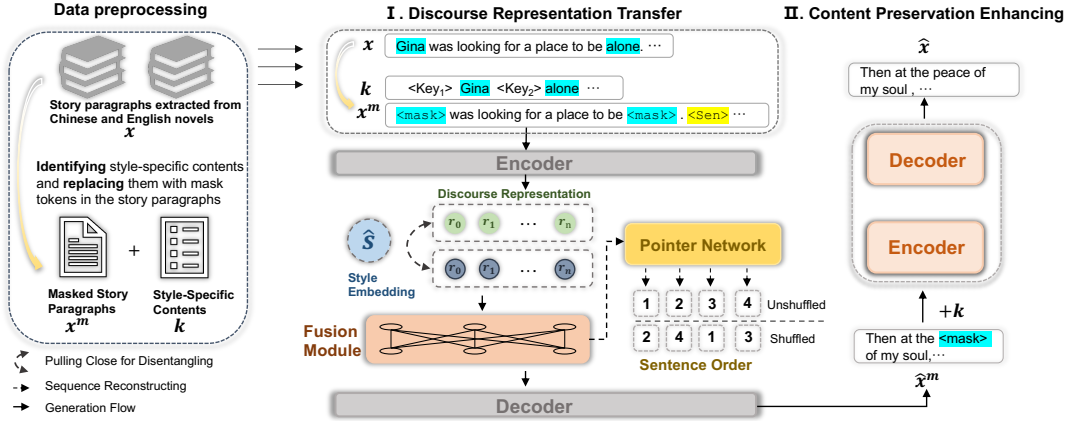 Data preprocessing
Story paragraphs extracted from
Chinese and English novels
x
Identifying style-specific contents
and replacing them with mask
tokens in the story paragraphs
+
Masked Story
Paragraphs
x^m
Style-Specific
Contents
k
Pulling Close for Disentangling
Sequence Reconstructing
Generation Flow
Ⅰ. Discourse Representation Transfer
x
Gina was looking for a place to be alone. ⋯
k
<Key₁> Gina <Key₂> alone ⋯
x^m
<mask> was looking for a place to be <mask> . <Sen> ⋯
Encoder
Discourse Representation
r₀ r₁ ⋯ rₙ
ŝ
Style
Embedding
r₀ r₁ ⋯ rₙ
Fusion
Module
Pointer Network
1 2 3 4 Unshuffled
2 4 1 3 Shuffled
Sentence Order
Decoder
Ⅱ. Content Preservation Enhancing
x̂
Then at the peace of
my soul , ⋯
Decoder
Encoder
+k
Then at the <mask>
of my soul,⋯
x̂^m